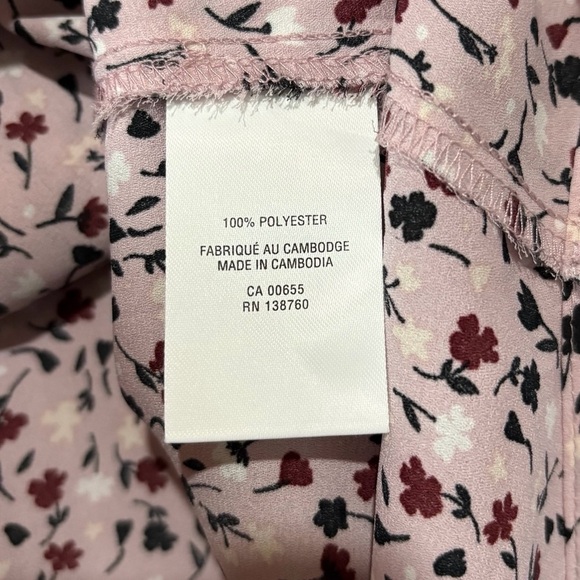 100% POLYESTER
FABRIQUÉ AU CAMBODGE
MADE IN CAMBODIA
CA 00655
RN 138760